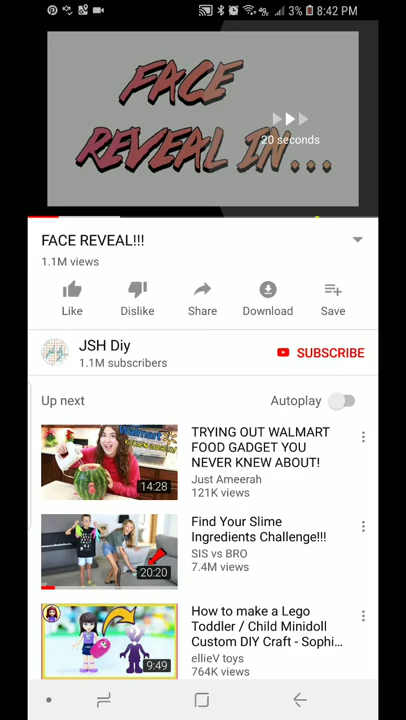 3% 8:42 PM
FACE
REVEAL IN...
20 seconds
FACE REVEAL!!!
1.1M views
Like Dislike Share Download Save
JSH Diy
1.1M subscribers
SUBSCRIBE
Up next Autoplay
TRYING OUT WALMART
FOOD GADGET YOU
NEVER KNEW ABOUT!
Just Ameerah
121K views
Walmart
14:28
Find Your Slime
Ingredients Challenge!!!
SIS vs BRO
7.4M views
20:20
How to make a Lego
Toddler / Child Minidoll
Custom DIY Craft - Sophi...
ellieV toys
764K views
9:49